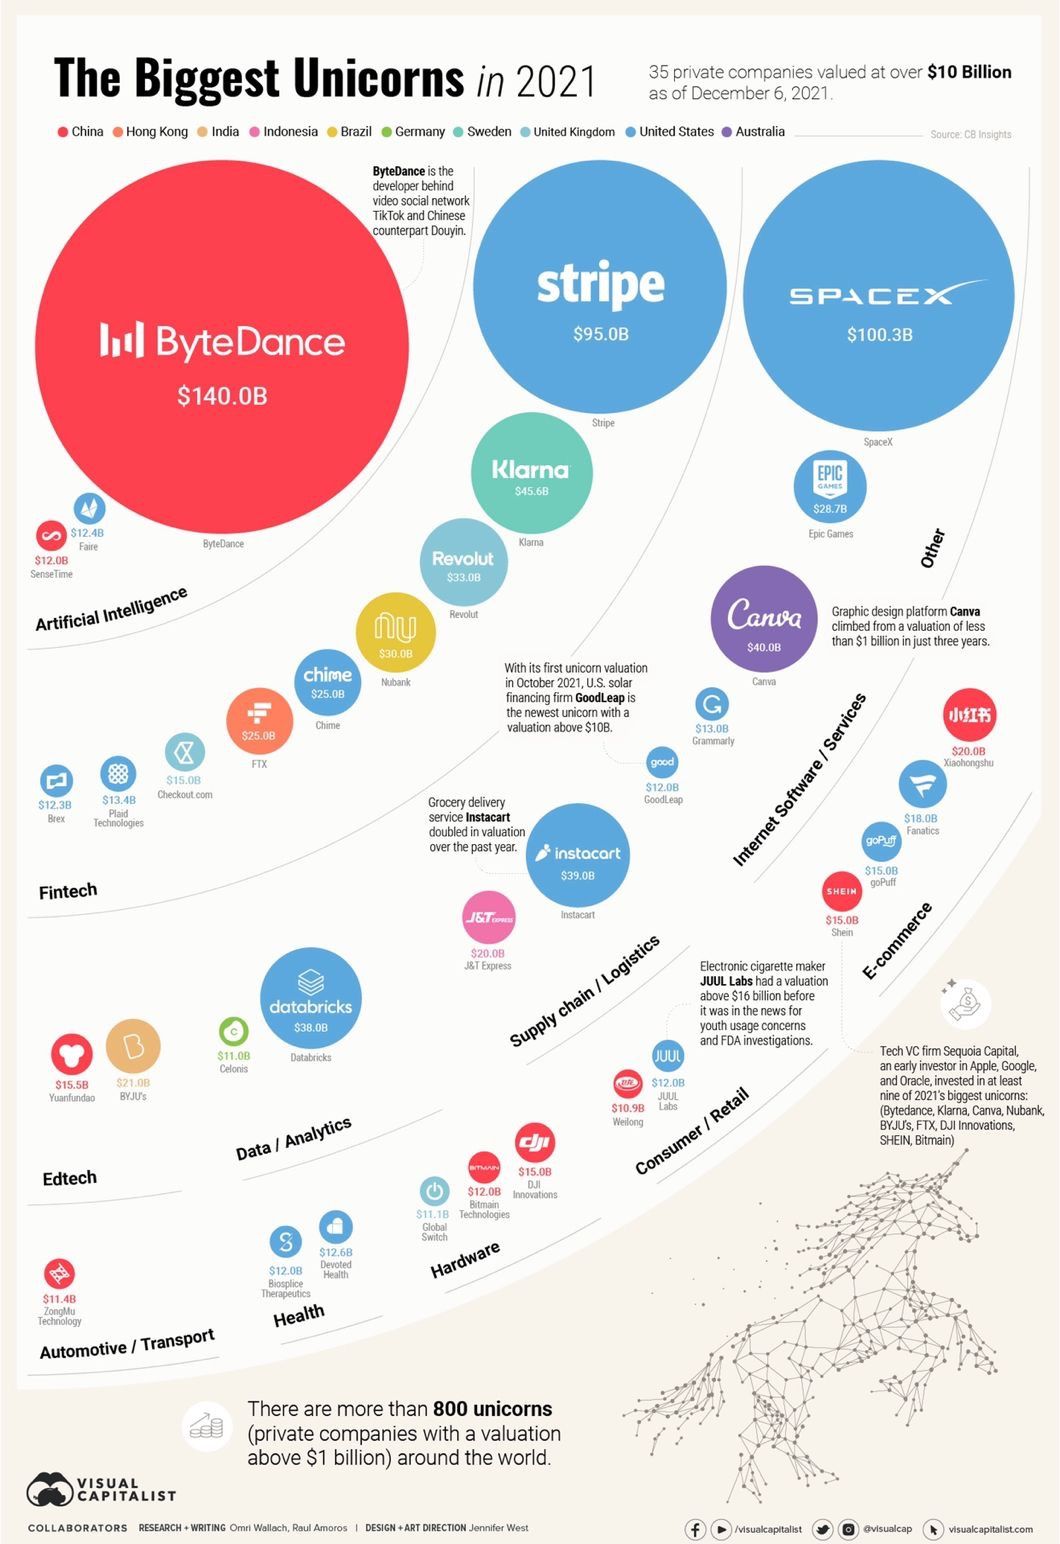 The Biggest Unicorns in 2021
35 private companies valued at over $10 Billion
as of December 6, 2021.
China Hong Kong India Indonesia Brazil Germany Sweden United Kingdom United States Australia
Source: CB Insights
ByteDance is the
developer behind
video social network
TikTok and Chinese
counterpart Douyin.
ByteDance
$140.0B
ByteDance
$12.4B
Faire
$12.0B
SenseTime
Artificial Intelligence
stripe
$95.0B
Stripe
Klarna
$45.6B
Klarna
Revolut
$33.0B
Revolut
nu
$30.0B
Nubank
chime
$25.0B
Chime
$25.0B
FTX
$15.0B
Checkout.com
$13.4B
Plaid
Technologies
$12.3B
Brex
Fintech
SPACEX
$100.3B
SpaceX
EPIC
GAMES
$28.7B
Epic Games
Other
Canva
$40.0B
Canva
Graphic design platform Canva
climbed from a valuation of less
than $1 billion in just three years.
With its first unicorn valuation
in October 2021, U.S. solar
financing firm GoodLeap is
the newest unicorn with a
valuation above $10B.
G
$13.0B
Grammarly
good
$12.0B
GoodLeap
Internet Software / Services
小红书
$20.0B
Xiaohongshu
$18.0B
Fanatics
goPuff
$15.0B
goPuff
SHEIN
$15.0B
Shein
E-commerce
Grocery delivery
service Instacart
doubled in valuation
over the past year.
instacart
$39.0B
Instacart
J&T EXPRESS
$20.0B
J&T Express
Supply chain / Logistics
databricks
$38.0B
Databricks
C
$11.0B
Celonis
Data / Analytics
$15.5B
Yuanfundao
B
$21.0B
BYJU's
Edtech
Electronic cigarette maker
JUUL Labs had a valuation
above $16 billion before
it was in the news for
youth usage concerns
and FDA investigations.
JUUL
$12.0B
JUUL
Labs
$10.9B
Weilong
Consumer / Retail
Tech VC firm Sequoia Capital,
an early investor in Apple, Google,
and Oracle, invested in at least
nine of 2021's biggest unicorns:
(Bytedance, Klarna, Canva, Nubank,
BYJU's, FTX, DJI Innovations,
SHEIN, Bitmain)
dji
$15.0B
DJI
Innovations
BITMAIN
$12.0B
Bitmain
Technologies
$11.1B
Global
Switch
Hardware
$12.6B
Devoted
Health
$12.0B
Biosplice
Therapeutics
Health
$11.4B
ZongMu
Technology
Automotive / Transport
There are more than 800 unicorns
(private companies with a valuation
above $1 billion) around the world.
VISUAL
CAPITALIST
COLLABORATORS RESEARCH + WRITING Omri Wallach, Raul Amoros | DESIGN + ART DIRECTION Jennifer West
/visualcapitalist @visualcap visualcapitalist.com